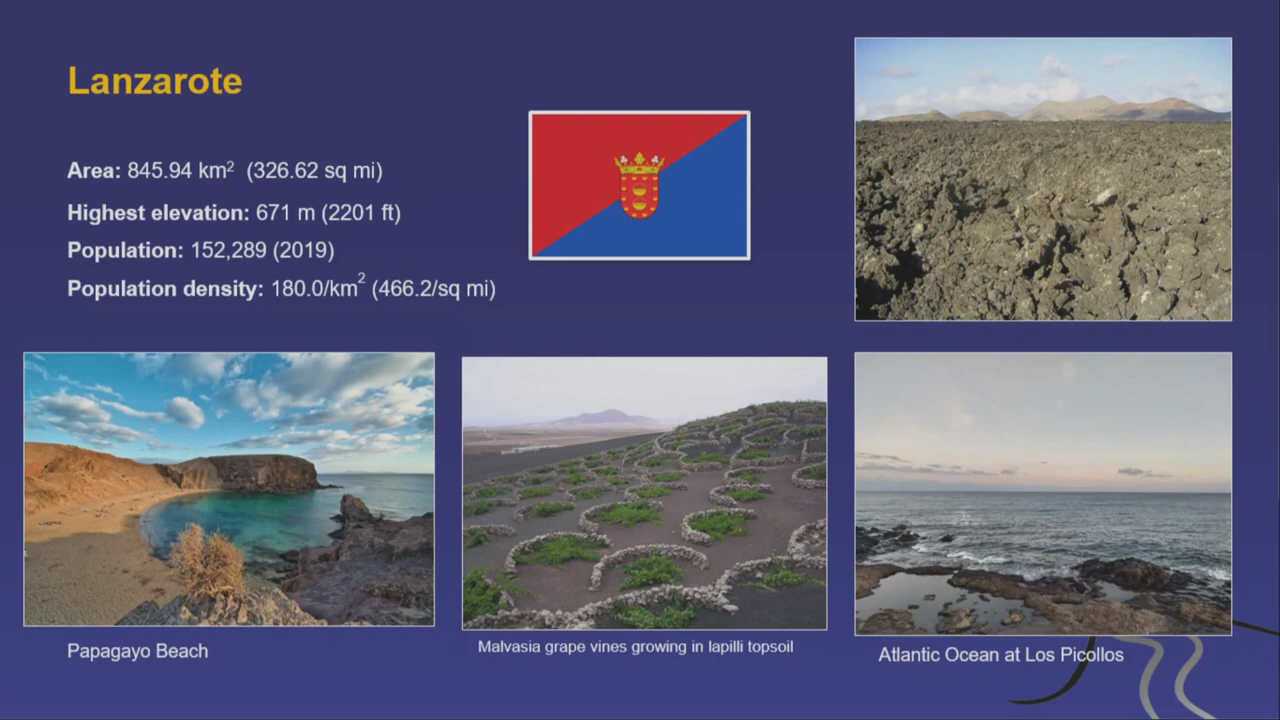 Lanzarote
Area: 845.94 km² (326.62 sq mi)
Highest elevation: 671 m (2201 ft)
Population: 152,289 (2019)
Population density: 180.0/km² (466.2/sq mi)
Papagayo Beach
Malvasia grape vines growing in lapilli topsoil
Atlantic Ocean at Los Picollos